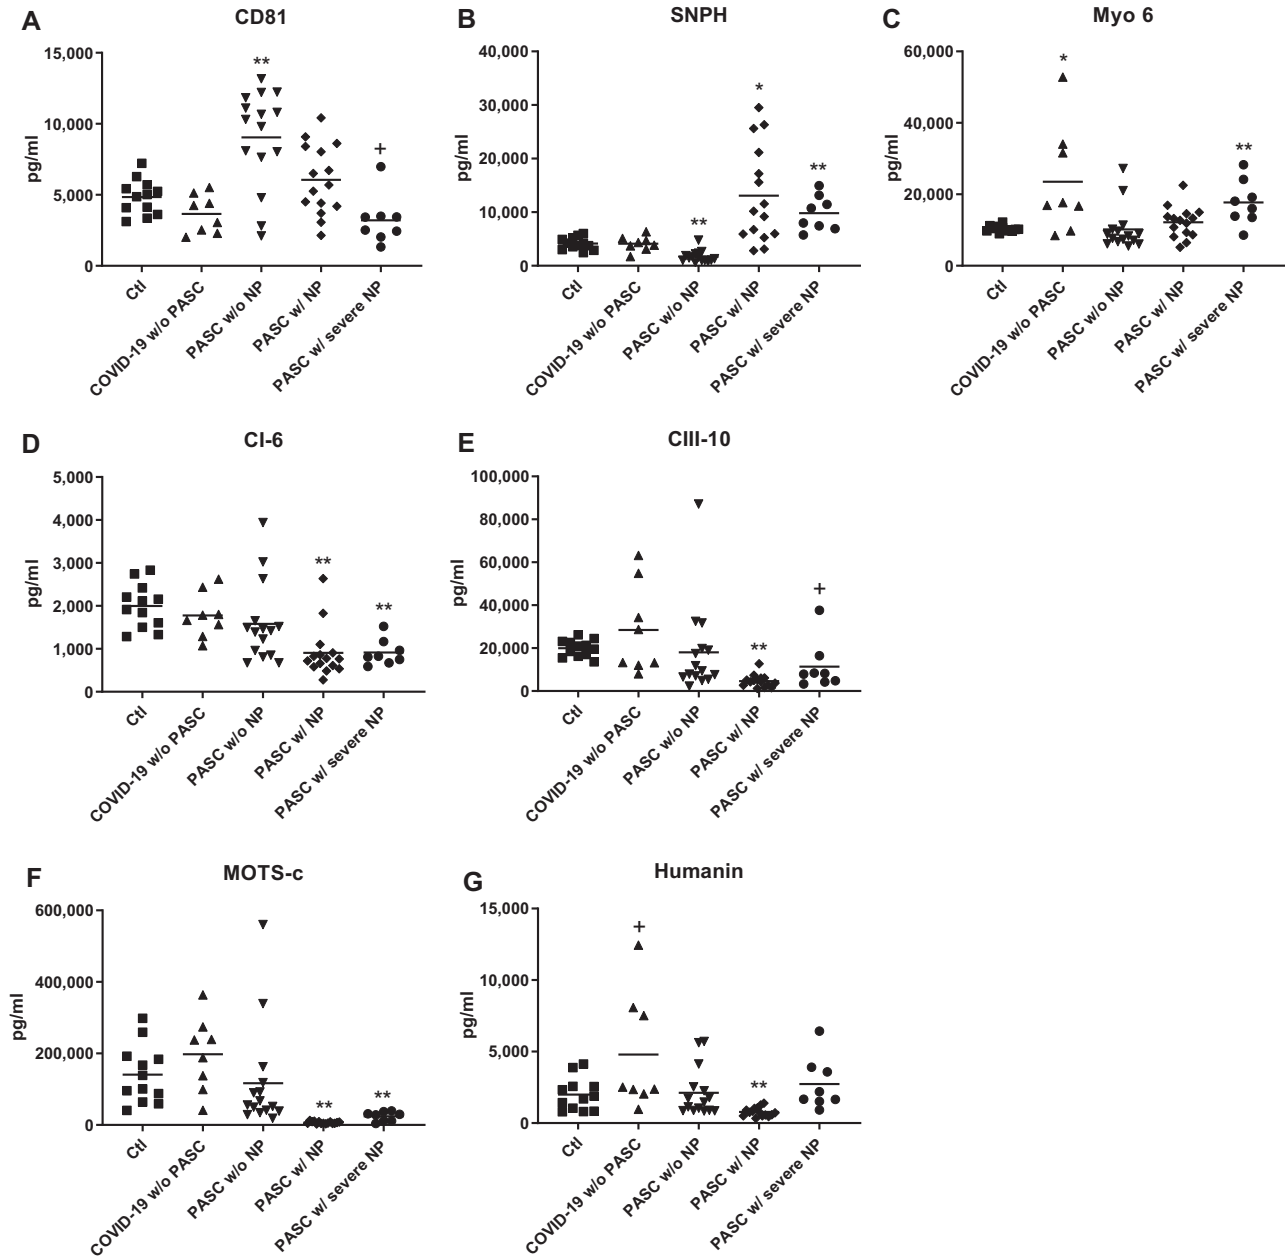 A
CD81
15,000
10,000
5,000
0
pg/ml
**
+
Ctl
COVID-19 w/o PASC
PASC w/o NP
PASC w/ NP
PASC w/ severe NP
B
SNPH
40,000
30,000
20,000
10,000
0
pg/ml
**
*
**
Ctl
COVID-19 w/o PASC
PASC w/o NP
PASC w/ NP
PASC w/ severe NP
C
Myo 6
60,000
40,000
20,000
0
pg/ml
*
**
Ctl
COVID-19 w/o PASC
PASC w/o NP
PASC w/ NP
PASC w/ severe NP
D
CI-6
5,000
4,000
3,000
2,000
1,000
0
pg/ml
**
**
Ctl
COVID-19 w/o PASC
PASC w/o NP
PASC w/ NP
PASC w/ severe NP
E
CIII-10
100,000
80,000
60,000
40,000
20,000
0
pg/ml
**
+
Ctl
COVID-19 w/o PASC
PASC w/o NP
PASC w/ NP
PASC w/ severe NP
F
MOTS-c
600,000
400,000
200,000
0
pg/ml
**
**
Ctl
COVID-19 w/o PASC
PASC w/o NP
PASC w/ NP
PASC w/ severe NP
G
Humanin
15,000
10,000
5,000
0
pg/ml
+
**
Ctl
COVID-19 w/o PASC
PASC w/o NP
PASC w/ NP
PASC w/ severe NP